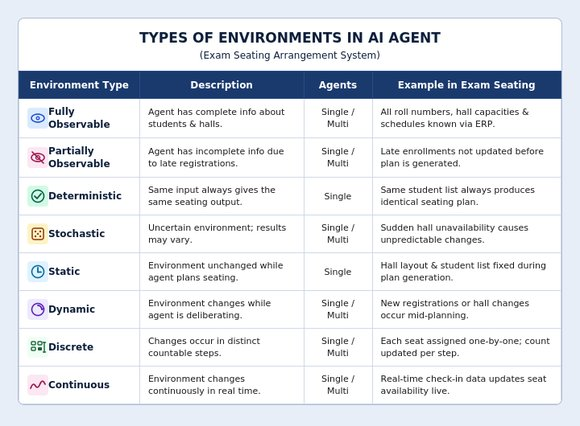 TYPES OF ENVIRONMENTS IN AI AGENT
(Exam Seating Arrangement System)
Environment Type Description Agents Example in Exam Seating
Fully Observable
Agent has complete info about
students & halls.
Single /
Multi
All roll numbers, hall capacities &
schedules known via ERP.
Partially
Observable
Agent has incomplete info due
to late registrations.
Single /
Multi
Late enrollments not updated before
plan is generated.
Deterministic
Same input always gives the
same seating output.
Single
Same student list always produces
identical seating plan.
Stochastic
Uncertain environment; results
may vary.
Single /
Multi
Sudden hall unavailability causes
unpredictable changes.
Static
Environment unchanged while
agent plans seating.
Single
Hall layout & student list fixed during
plan generation.
Dynamic
Environment changes while
agent is deliberating.
Single /
Multi
New registrations or hall changes
occur mid-planning.
Discrete
Changes occur in distinct
countable steps.
Single /
Multi
Each seat assigned one-by-one; count
updated per step.
Continuous
Environment changes
continuously in real time.
Single /
Multi
Real-time check-in data updates seat
availability live.